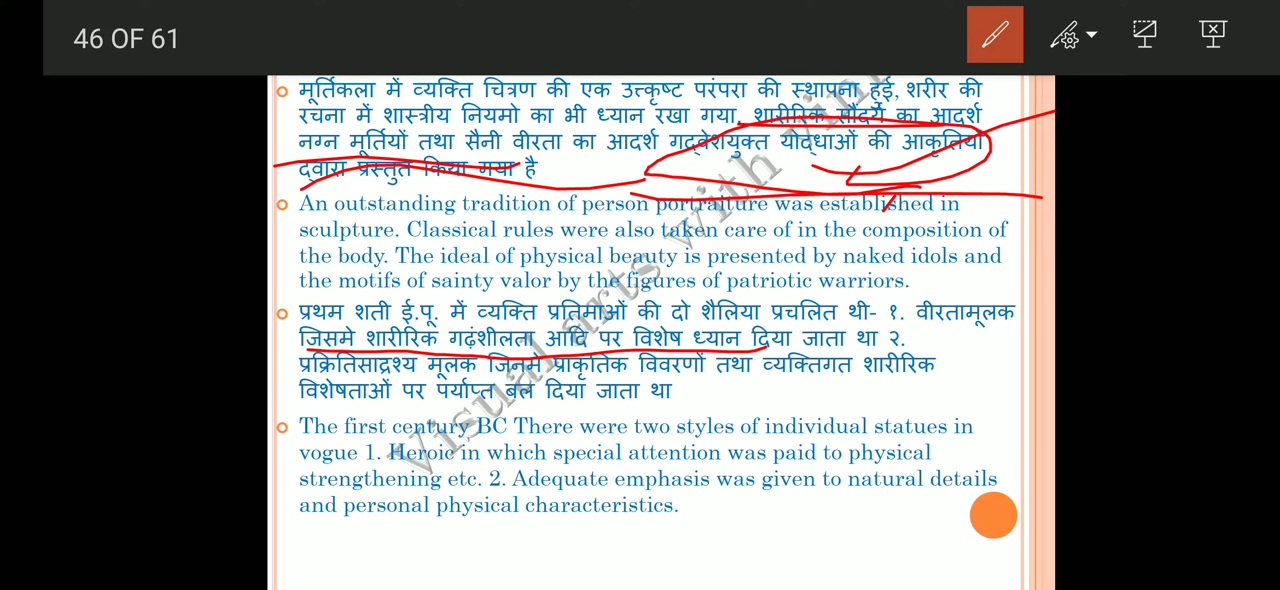 46 OF 61
मूर्तिकला में व्यक्ति चित्रण की एक उत्त्कृष्ट परंपरा की स्थापना हुई, शरीर की
रचना में शास्त्रीय नियमो का भी ध्यान रखा गया, शारीरिक सौंदर्य का आदर्श
नग्न मूर्तियों तथा सैनी वीरता का आदर्श गद्वेशयुक्त योद्धाओं की आकृतियों
द्वारा प्रस्तुत किया गया है
An outstanding tradition of person portraiture was established in
sculpture. Classical rules were also taken care of in the composition of
the body. The ideal of physical beauty is presented by naked idols and
the motifs of sainty valor by the figures of patriotic warriors.
प्रथम शती ई.पू. में व्यक्ति प्रतिमाओं की दो शैलिया प्रचलित थी- १. वीरतामूलक
जिसमे शारीरिक गढ़ंशीलता आदि पर विशेष ध्यान दिया जाता था २.
प्रक्रितिसाद्रश्य मूलक जिनमे प्राकृतिक विवरणों तथा व्यक्तिगत शारीरिक
विशेषताओं पर पर्याप्त बल दिया जाता था
The first century BC There were two styles of individual statues in
vogue 1. Heroic in which special attention was paid to physical
strengthening etc. 2. Adequate emphasis was given to natural details
and personal physical characteristics.
Visual arts with vini